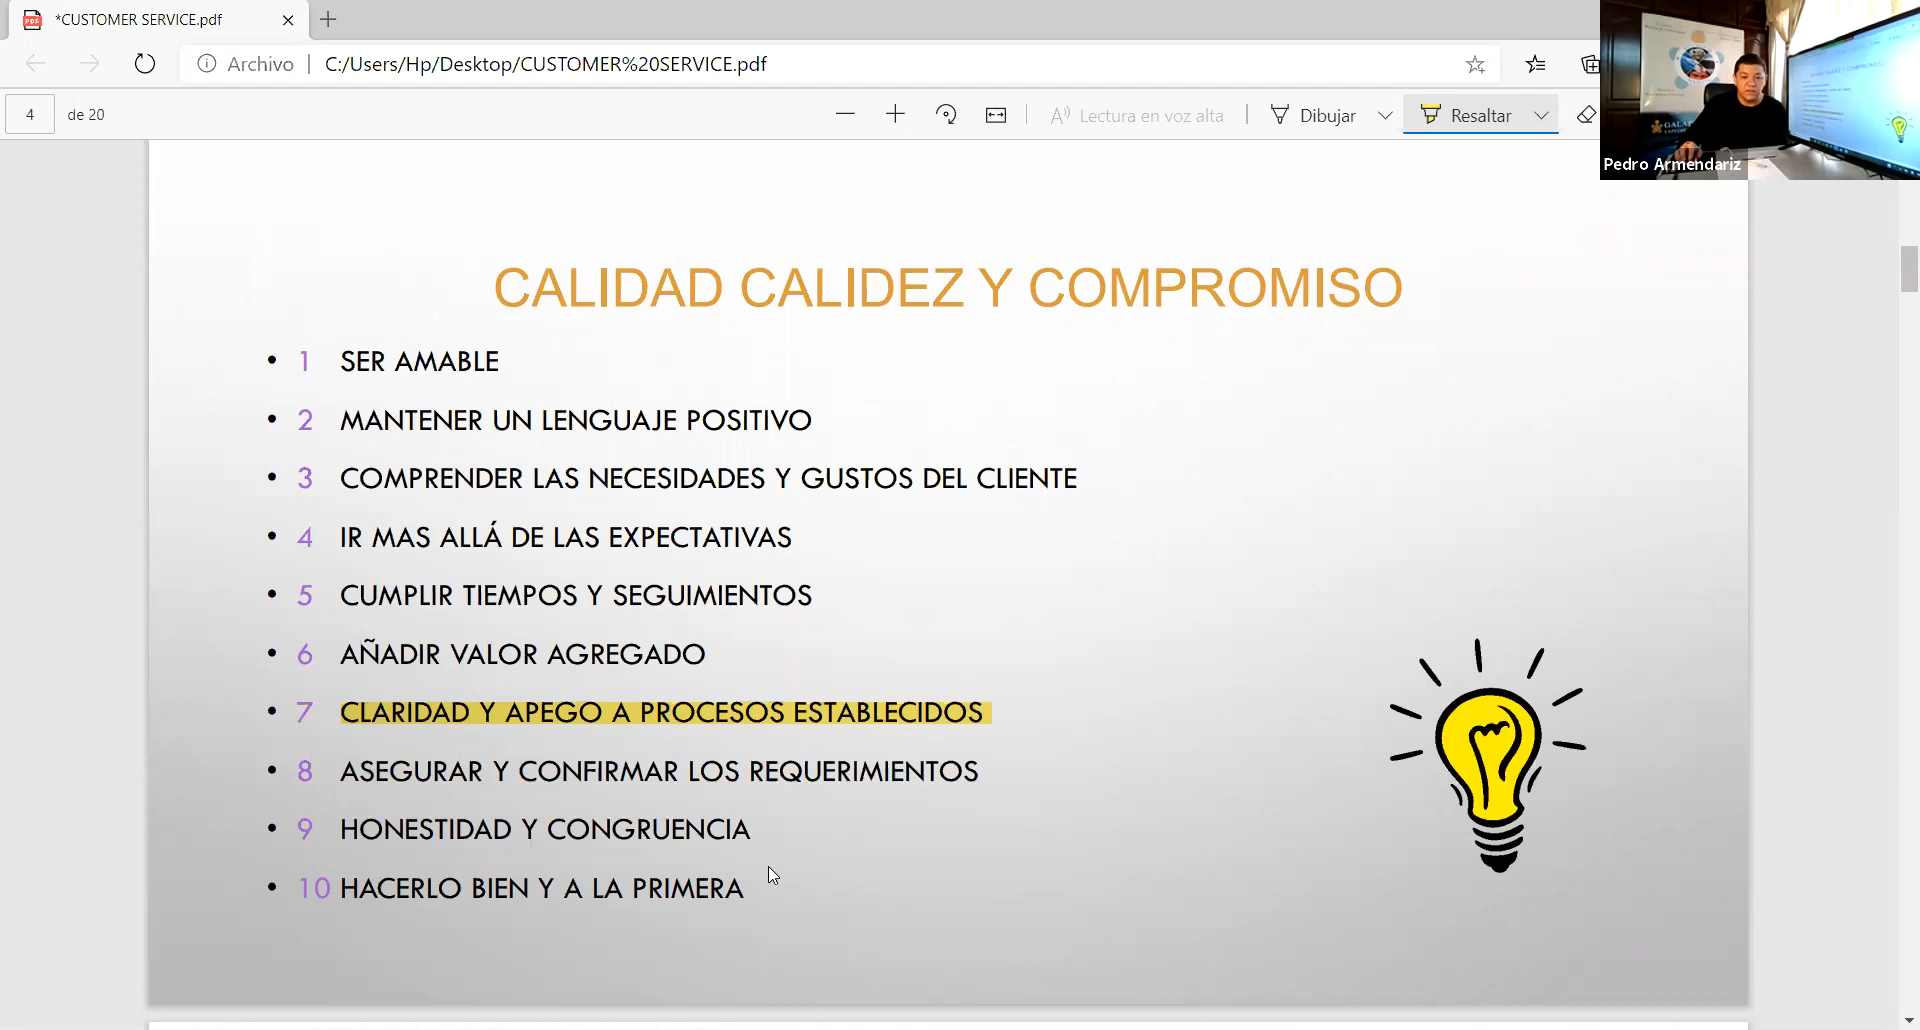 *CUSTOMER SERVICE.pdf
Archivo | C:/Users/Hp/Desktop/CUSTOMER%20SERVICE.pdf
4 de 20
Lectura en voz alta
Dibujar
Resaltar
Pedro Armendariz
CALIDAD CALIDEZ Y COMPROMISO
• 1 SER AMABLE
• 2 MANTENER UN LENGUAJE POSITIVO
• 3 COMPRENDER LAS NECESIDADES Y GUSTOS DEL CLIENTE
• 4 IR MAS ALLÁ DE LAS EXPECTATIVAS
• 5 CUMPLIR TIEMPOS Y SEGUIMIENTOS
• 6 AÑADIR VALOR AGREGADO
• 7 CLARIDAD Y APEGO A PROCESOS ESTABLECIDOS
• 8 ASEGURAR Y CONFIRMAR LOS REQUERIMIENTOS
• 9 HONESTIDAD Y CONGRUENCIA
• 10 HACERLO BIEN Y A LA PRIMERA